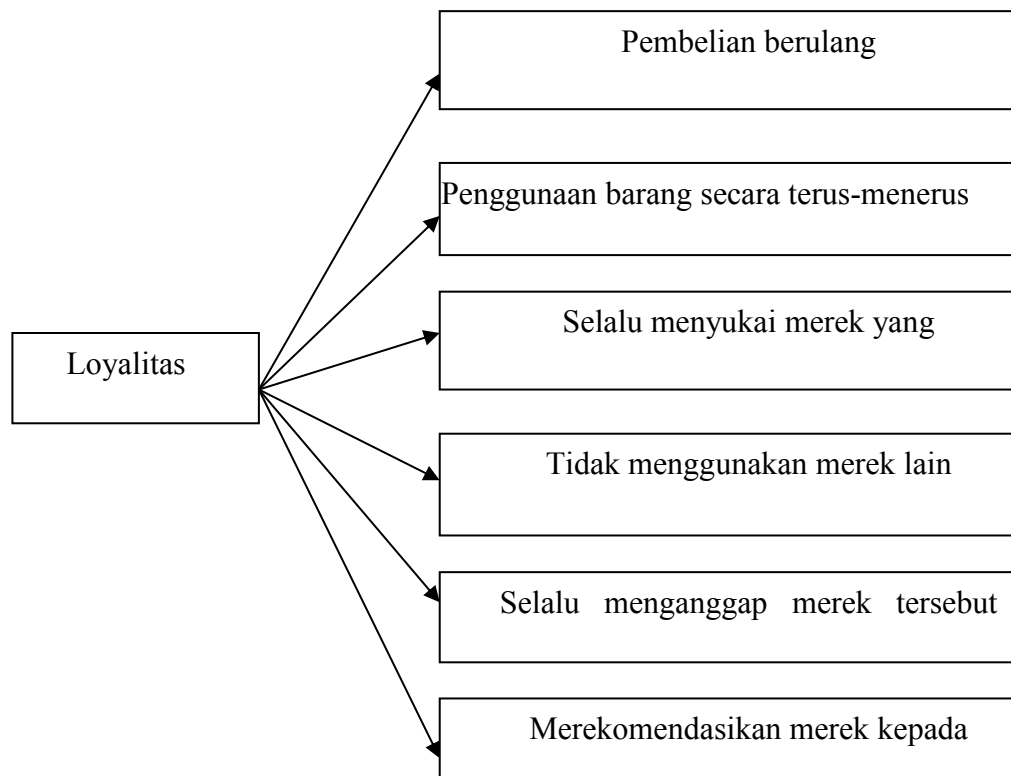 Pembelian berulang
Penggunaan barang secara terus-menerus
Selalu menyukai merek yang
Loyalitas
Tidak menggunakan merek lain
Selalu menganggap merek tersebut
Merekomendasikan merek kepada